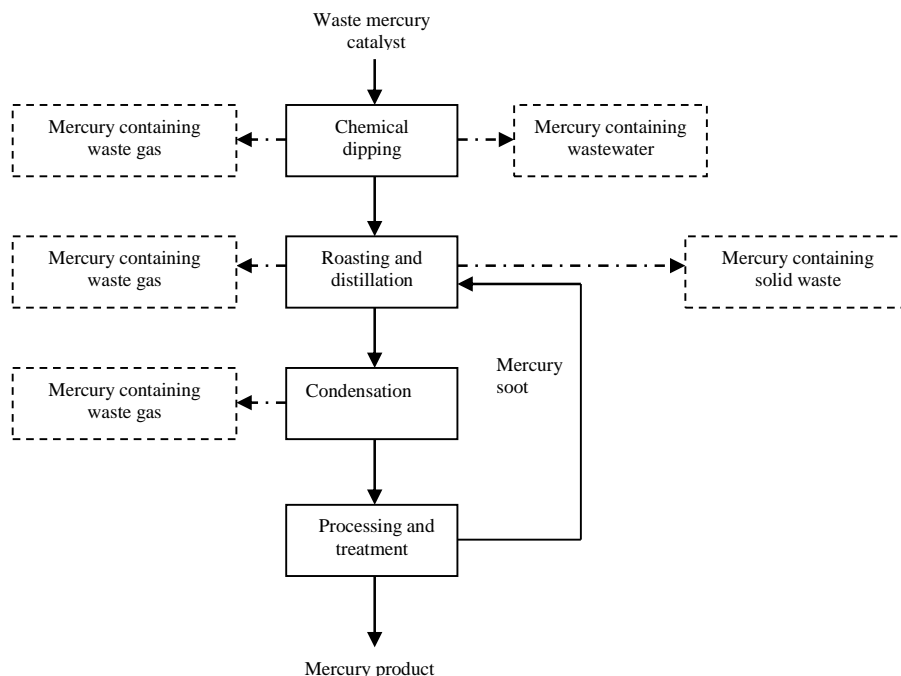 Waste mercury
catalyst
Mercury containing
waste gas
Chemical
dipping
Mercury containing
wastewater
Mercury containing
waste gas
Roasting and
distillation
Mercury containing
solid waste
Mercury containing
waste gas
Condensation
Mercury
soot
Processing and
treatment
Mercury product